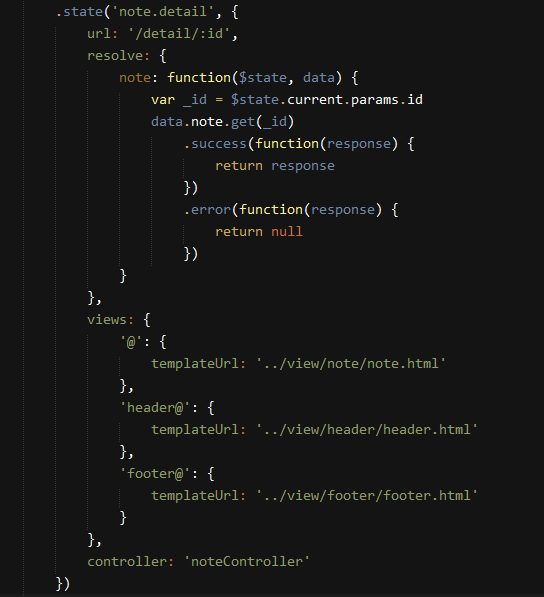 .state('note.detail', {
    url: '/detail/:id',
    resolve: {
        note: function($state, data) {
            var _id = $state.current.params.id
            data.note.get(_id)
                .success(function(response) {
                    return response
                })
                .error(function(response) {
                    return null
                })
        }
    },
    views: {
        '@': {
            templateUrl: '../view/note/note.html'
        },
        'header@': {
            templateUrl: '../view/header/header.html'
        },
        'footer@': {
            templateUrl: '../view/footer/footer.html'
        }
    },
    controller: 'noteController'
})